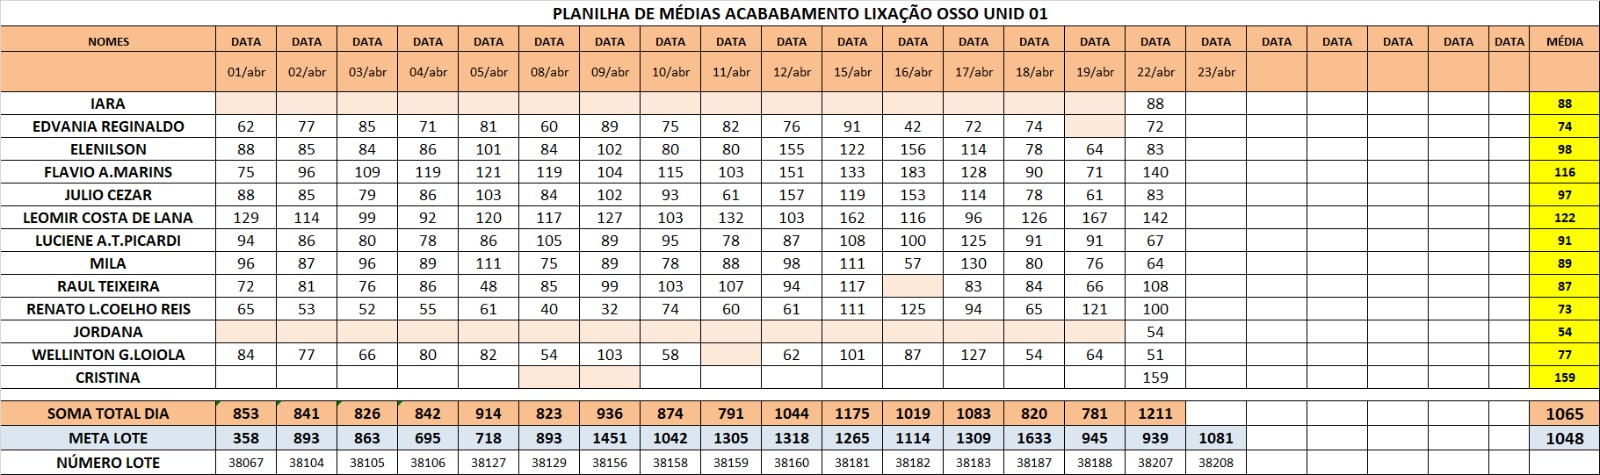 PLANILHA DE MÉDIAS ACABABAMENTO LIXAÇÃO OSSO UNID 01
NOMES DATA DATA DATA DATA DATA DATA DATA DATA DATA DATA DATA DATA DATA DATA DATA DATA DATA DATA DATA DATA DATA DATA MÉDIA
01/abr 02/abr 03/abr 04/abr 05/abr 08/abr 09/abr 10/abr 11/abr 12/abr 15/abr 16/abr 17/abr 18/abr 19/abr 22/abr 23/abr
IARA 88 88
EDVANIA REGINALDO 62 77 85 71 81 60 89 75 82 76 91 42 72 74 72 74
ELENILSON 88 85 84 86 101 84 102 80 80 155 122 156 114 78 64 83 98
FLAVIO A.MARINS 75 96 109 119 121 119 104 115 103 151 133 183 128 90 71 140 116
JULIO CEZAR 88 85 79 86 103 84 102 93 61 157 119 153 114 78 61 83 97
LEOMIR COSTA DE LANA 129 114 99 92 120 117 127 103 132 103 162 116 96 126 167 142 122
LUCIENE A.T.PICARDI 94 86 80 78 86 105 89 95 78 87 108 100 125 91 91 67 91
MILA 96 87 96 89 111 75 89 78 88 98 111 57 130 80 76 64 89
RAUL TEIXEIRA 72 81 76 86 48 85 99 103 107 94 117 83 84 66 108 87
RENATO L.COELHO REIS 65 53 52 55 61 40 32 74 60 61 111 125 94 65 121 100 73
JORDANA 54 54
WELLINTON G.LOIOLA 84 77 66 80 82 54 103 58 62 101 87 127 54 64 51 77
CRISTINA 159 159
SOMA TOTAL DIA 853 841 826 842 914 823 936 874 791 1044 1175 1019 1083 820 781 1211 1065
META LOTE 358 893 863 695 718 893 1451 1042 1305 1318 1265 1114 1309 1633 945 939 1081 1048
NÚMERO LOTE 38067 38104 38105 38106 38127 38129 38156 38158 38159 38160 38181 38182 38183 38187 38188 38207 38208